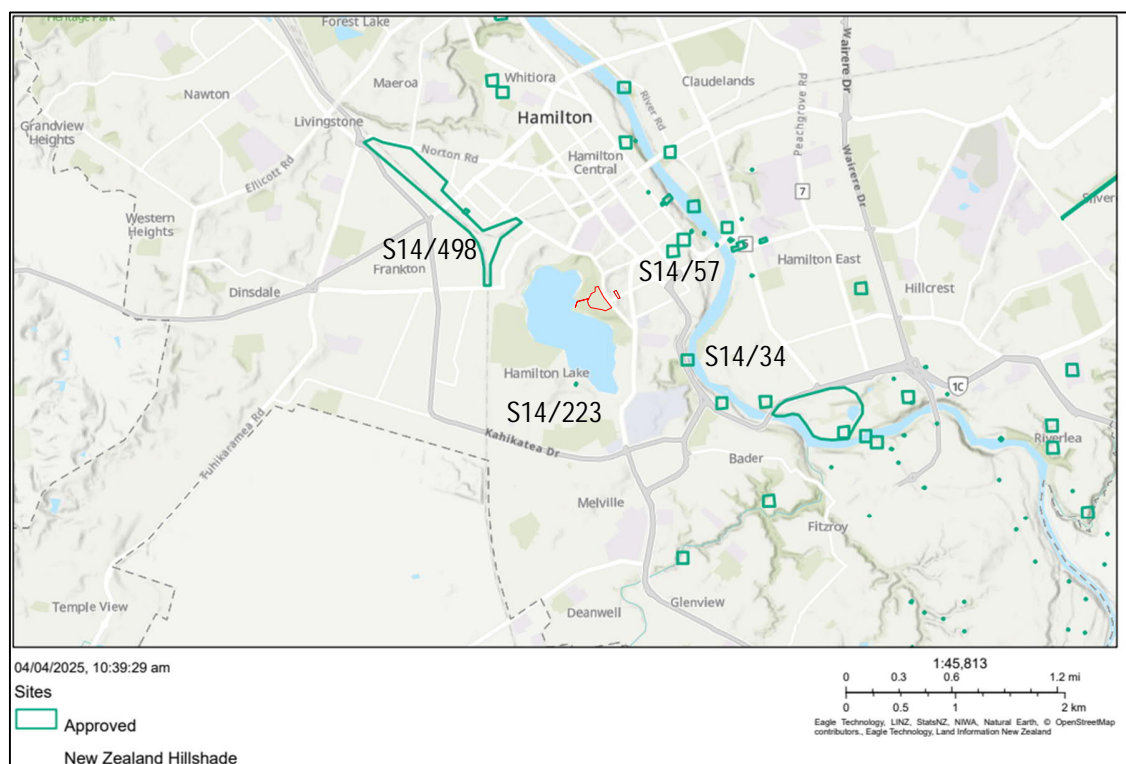 Heritage Park
Forest Lake
Wairere Dr
Maeroa
Whitiora
Claudelands
Nawton
River Rd
Peachgrove Rd
Livingstone
Hamilton
Grandview
Heights
Norton Rd
Hamilton
Central
Wairere Dr
Ellicott Rd
7
Western
Heights
S14/498
S14/57
Hamilton East
Frankton
Dinsdale
Hillcrest
S14/34
Hamilton Lake
1C
S14/223
Tuhikaramea Rd
Kahikatea Dr
Riverlea
Bader
Melville
Fitzroy
Temple View
Deanwell
Glenview
04/04/2025, 10:39:29 am
Sites
Approved
New Zealand Hillshade
1:45,813
0 0.3 0.6 1.2 mi
0 0.5 1 2 km
Eagle Technology, LINZ, StatsNZ, NIWA, Natural Earth, © OpenStreetMap
contributors., Eagle Technology, Land Information New Zealand